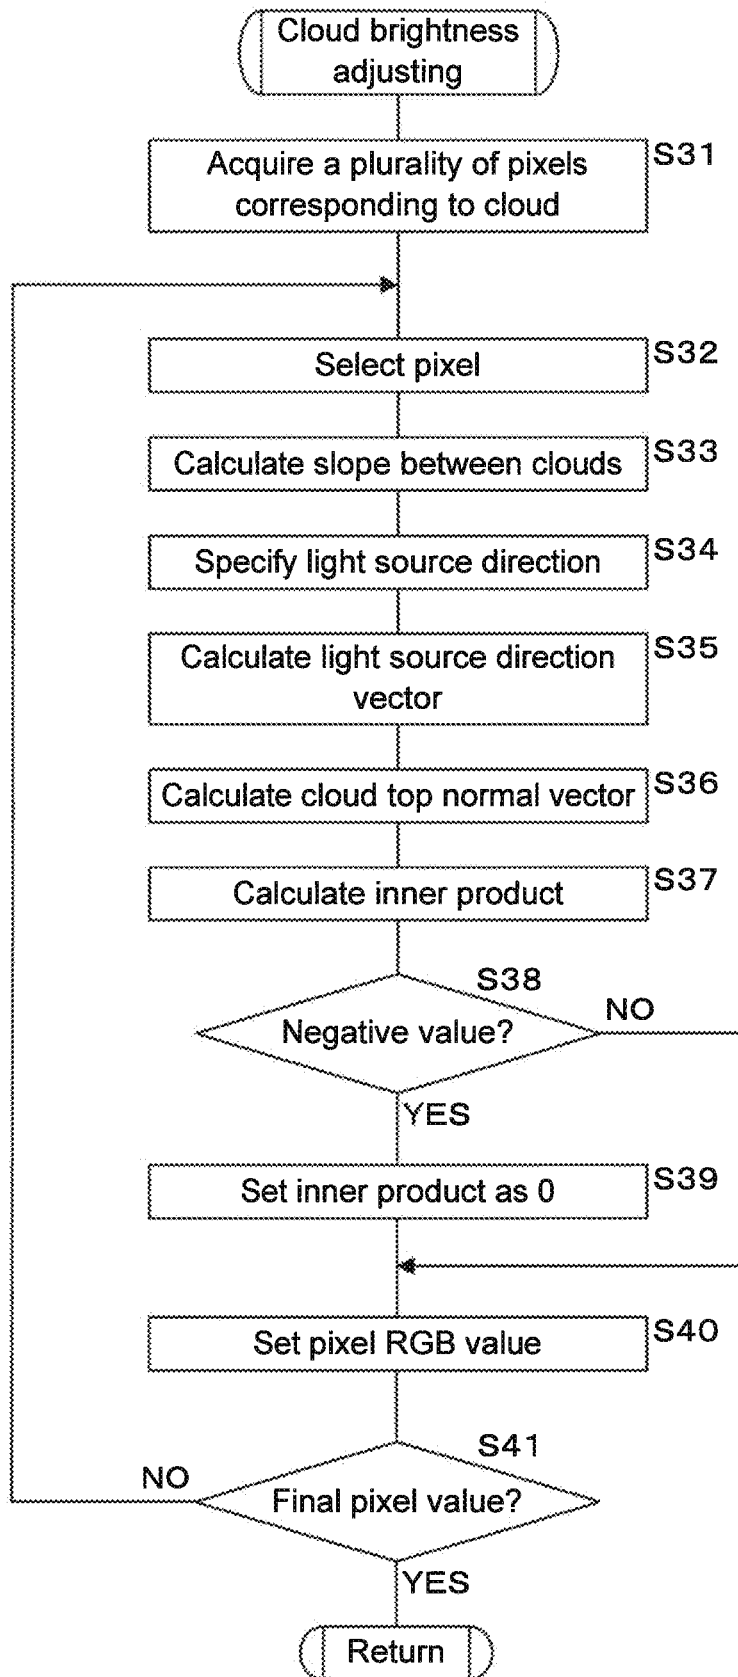 Cloud brightness
adjusting
S31
Acquire a plurality of pixels
corresponding to cloud
S32
Select pixel
S33
Calculate slope between clouds
S34
Specify light source direction
S35
Calculate light source direction
vector
S36
Calculate cloud top normal vector
S37
Calculate inner product
S38
NO
Negative value?
YES
S39
Set inner product as 0
S40
Set pixel RGB value
S41
NO
Final pixel value?
YES
Return